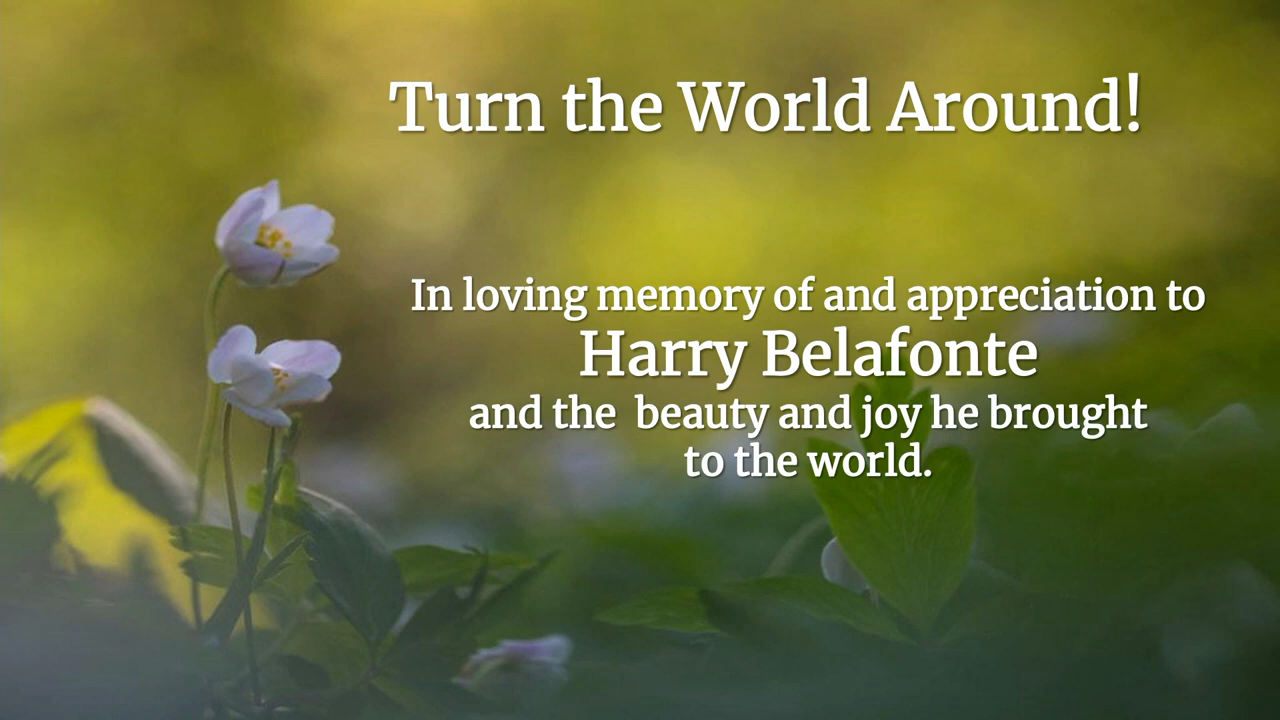 Turn the World Around!
In loving memory of and appreciation to
Harry Belafonte
and the  beauty and joy he brought
to the world.